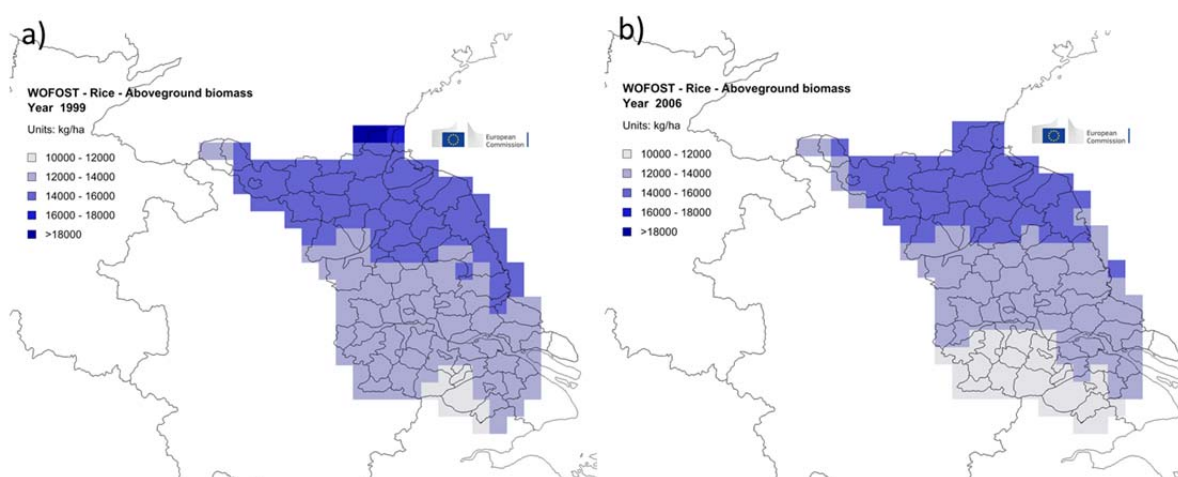 a)
WOFOST - Rice - Aboveground biomass
Year 1999
Units: kg/ha
10000 - 12000
12000 - 14000
14000 - 16000
16000 - 18000
>18000
European
Commission
b)
WOFOST - Rice - Aboveground biomass
Year 2006
Units: kg/ha
10000 - 12000
12000 - 14000
14000 - 16000
16000 - 18000
>18000
European
Commission